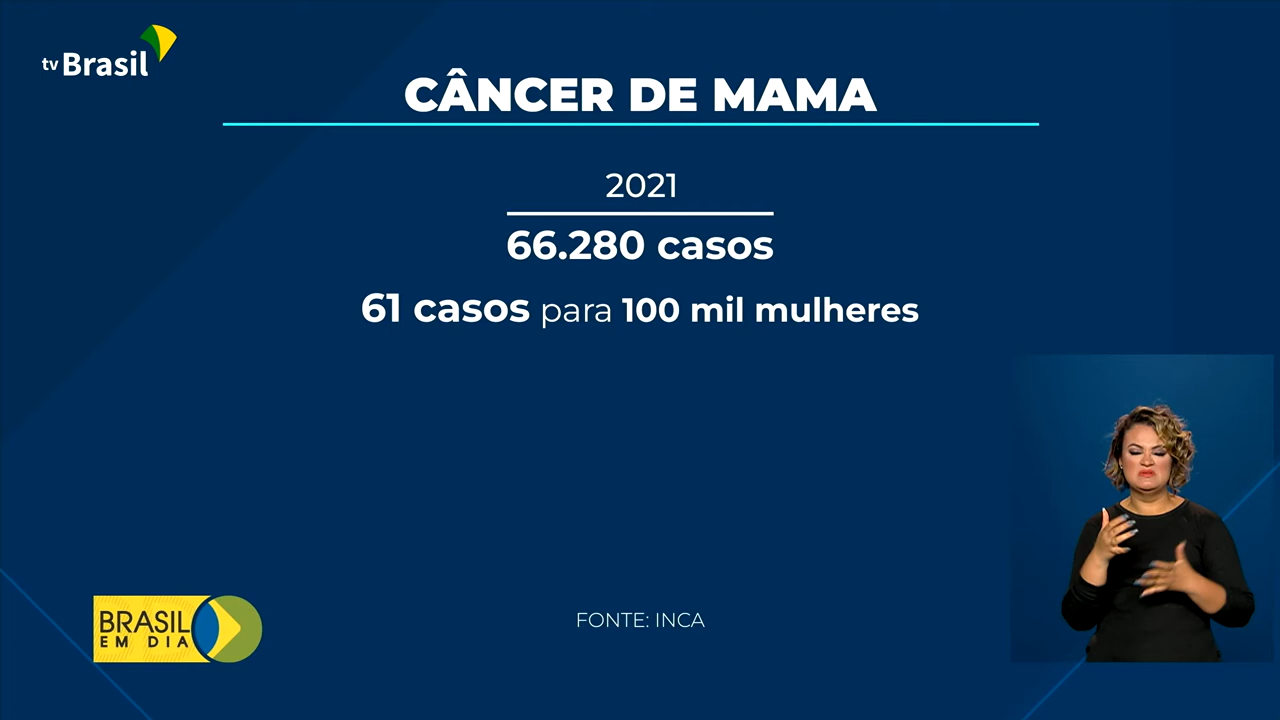 tv Brasil
CÂNCER DE MAMA
2021
66.280 casos
61 casos para 100 mil mulheres
BRASIL
EM DIA
FONTE: INCA